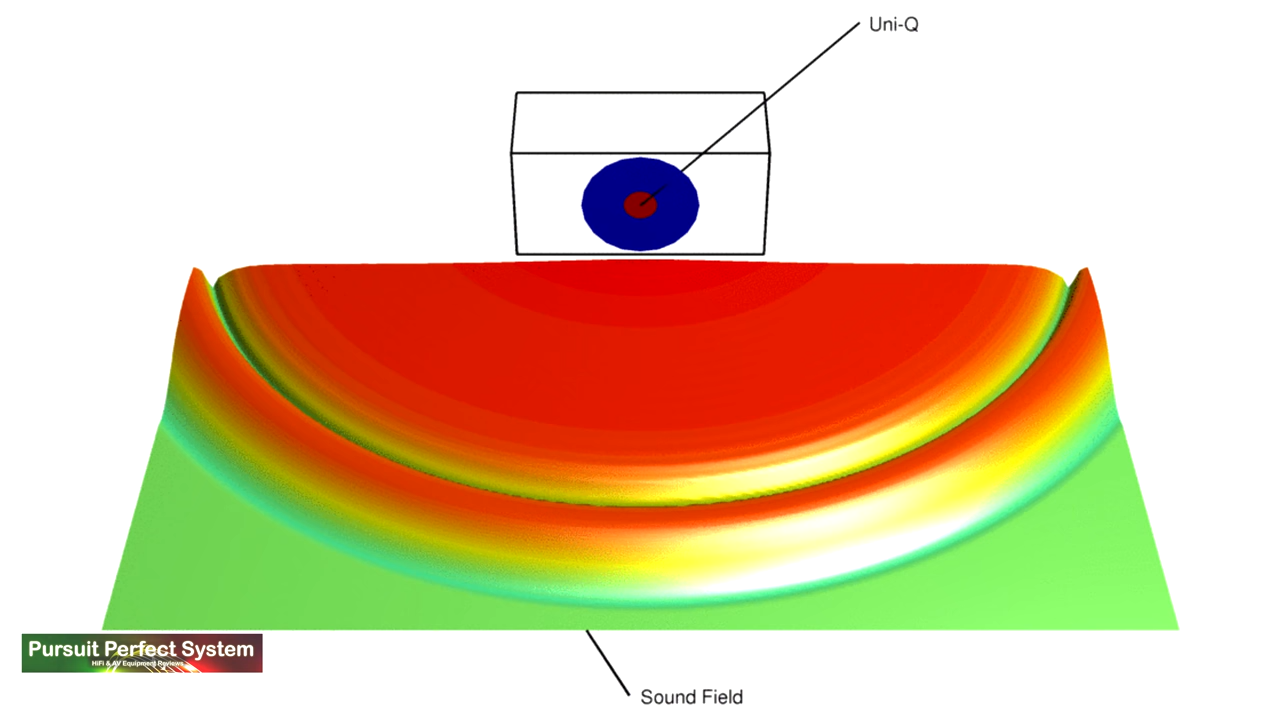 Uni-Q
Pursuit Perfect System
HiFi & AV Equipment Reviews
Sound Field